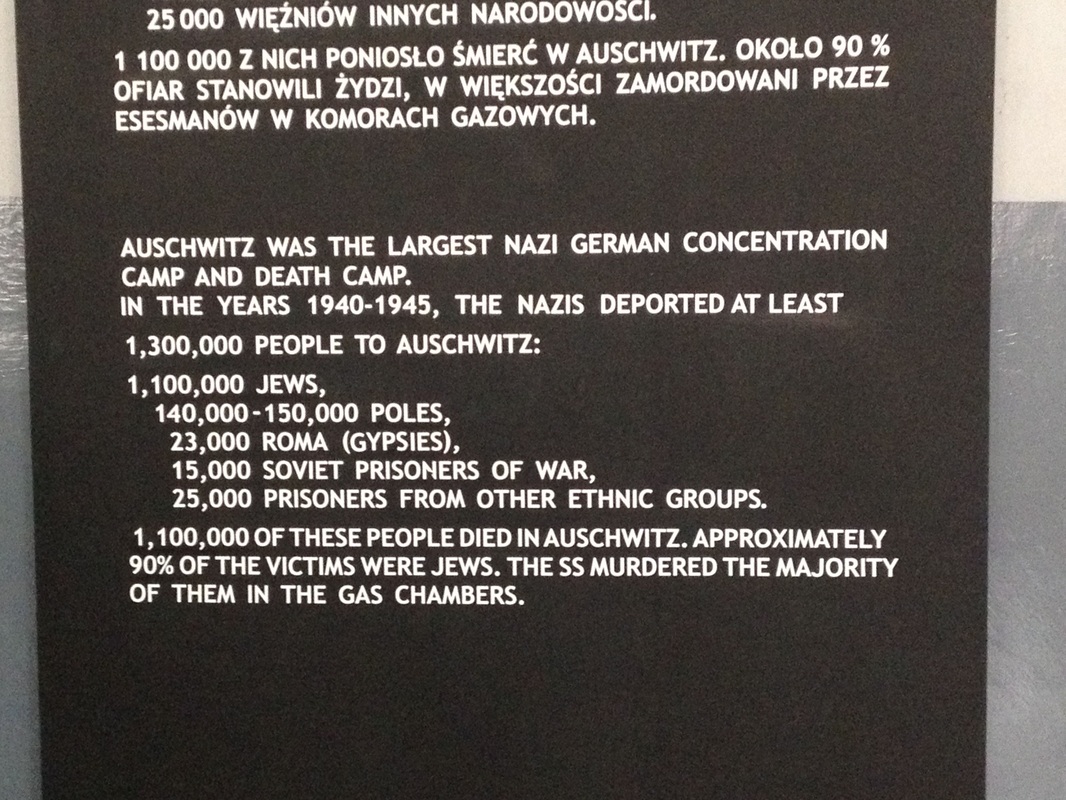 25 000 WIĘŹNIÓW INNYCH NARODOWOŚCI.
1 100 000 Z NICH PONIOSŁO ŚMIERĆ W AUSCHWITZ. OKOŁO 90 %
OFIAR STANOWILI ŻYDZI, W WIĘKSZOŚCI ZAMORDOWANI PRZEZ
ESESMANÓW W KOMORACH GAZOWYCH.
AUSCHWITZ WAS THE LARGEST NAZI GERMAN CONCENTRATION
CAMP AND DEATH CAMP.
IN THE YEARS 1940-1945, THE NAZIS DEPORTED AT LEAST
1,300,000 PEOPLE TO AUSCHWITZ:
1,100,000 JEWS,
140,000-150,000 POLES,
23,000 ROMA (GYPSIES),
15,000 SOVIET PRISONERS OF WAR,
25,000 PRISONERS FROM OTHER ETHNIC GROUPS.
1,100,000 OF THESE PEOPLE DIED IN AUSCHWITZ. APPROXIMATELY
90% OF THE VICTIMS WERE JEWS. THE SS MURDERED THE MAJORITY
OF THEM IN THE GAS CHAMBERS.